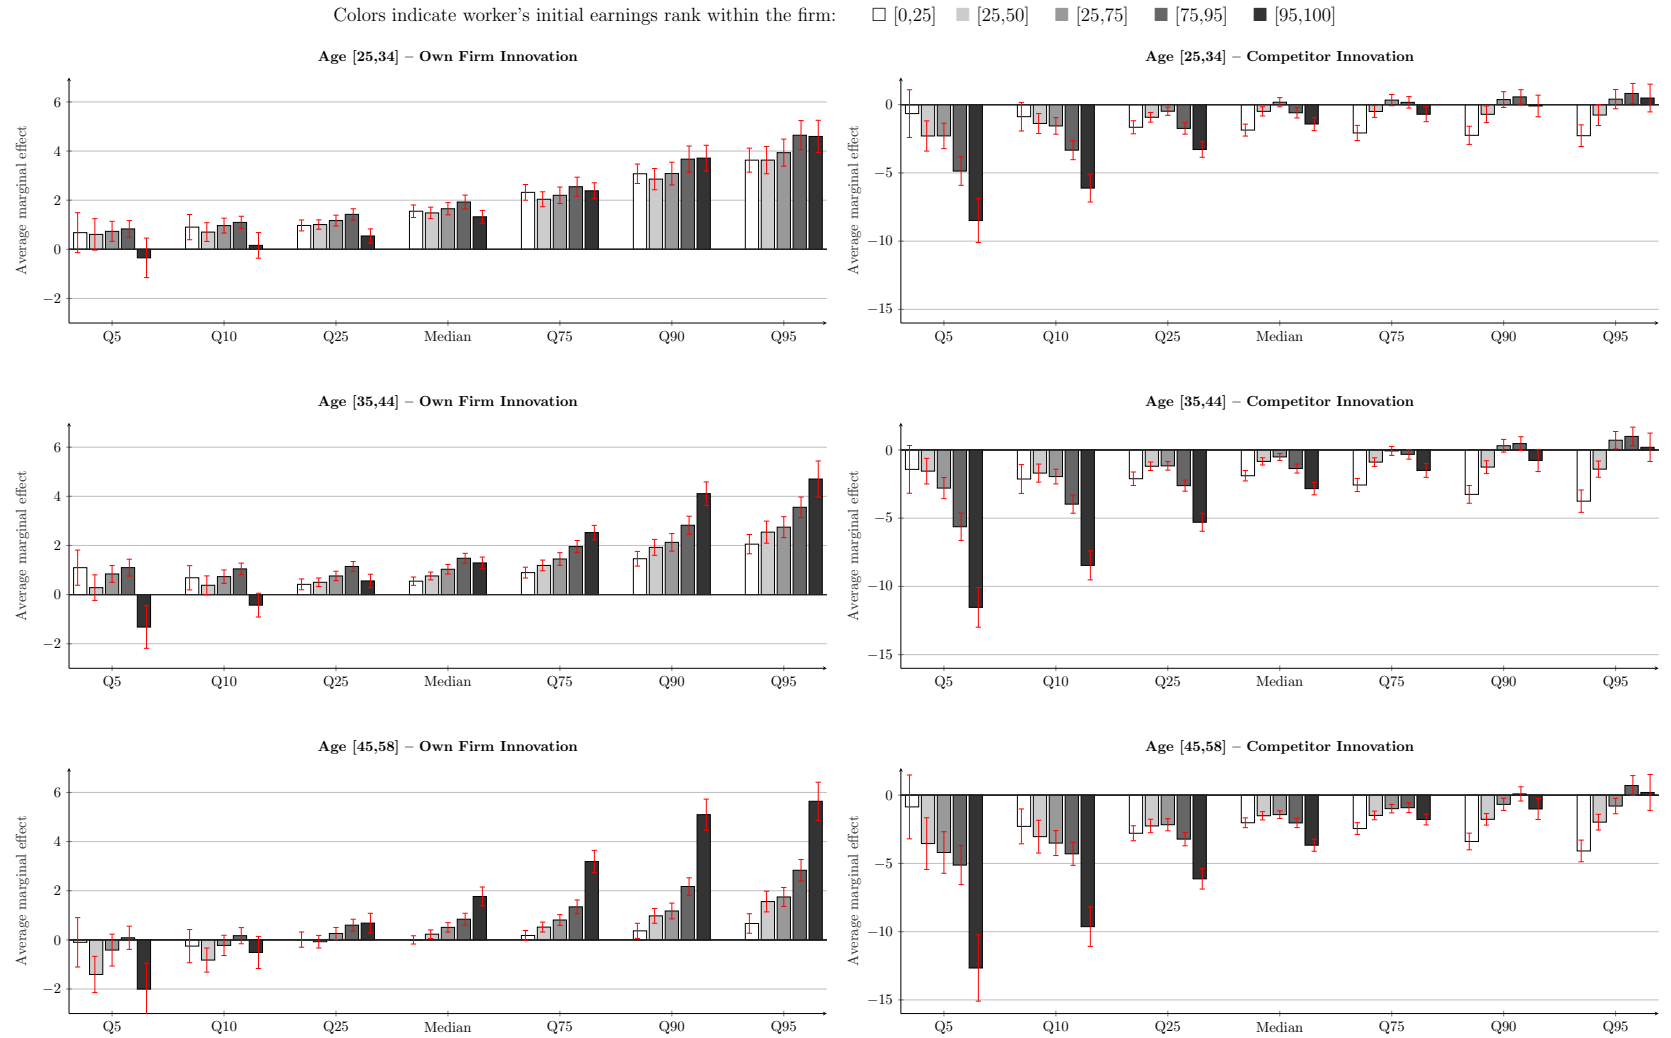 Colors indicate worker's initial earnings rank within the firm: [0,25] [25,50] [25,75] [75,95] [95,100]
Age [25,34] – Own Firm Innovation
Average marginal effect
6
4
2
0
−2
Q5 Q10 Q25 Median Q75 Q90 Q95
Age [25,34] – Competitor Innovation
Average marginal effect
0
−5
−10
−15
Q5 Q10 Q25 Median Q75 Q90 Q95
Age [35,44] – Own Firm Innovation
Average marginal effect
6
4
2
0
−2
Q5 Q10 Q25 Median Q75 Q90 Q95
Age [35,44] – Competitor Innovation
Average marginal effect
0
−5
−10
−15
Q5 Q10 Q25 Median Q75 Q90 Q95
Age [45,58] – Own Firm Innovation
Average marginal effect
6
4
2
0
−2
Q5 Q10 Q25 Median Q75 Q90 Q95
Age [45,58] – Competitor Innovation
Average marginal effect
0
−5
−10
−15
Q5 Q10 Q25 Median Q75 Q90 Q95